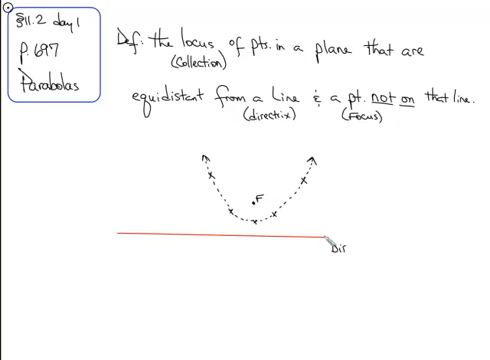 §11.2 day 1
p. 697
Parabolas
Def: The locus of pts. in a plane that are
(Collection)
equidistant from a Line & a pt. not on that line.
(directrix) (Focus)
F
Dir